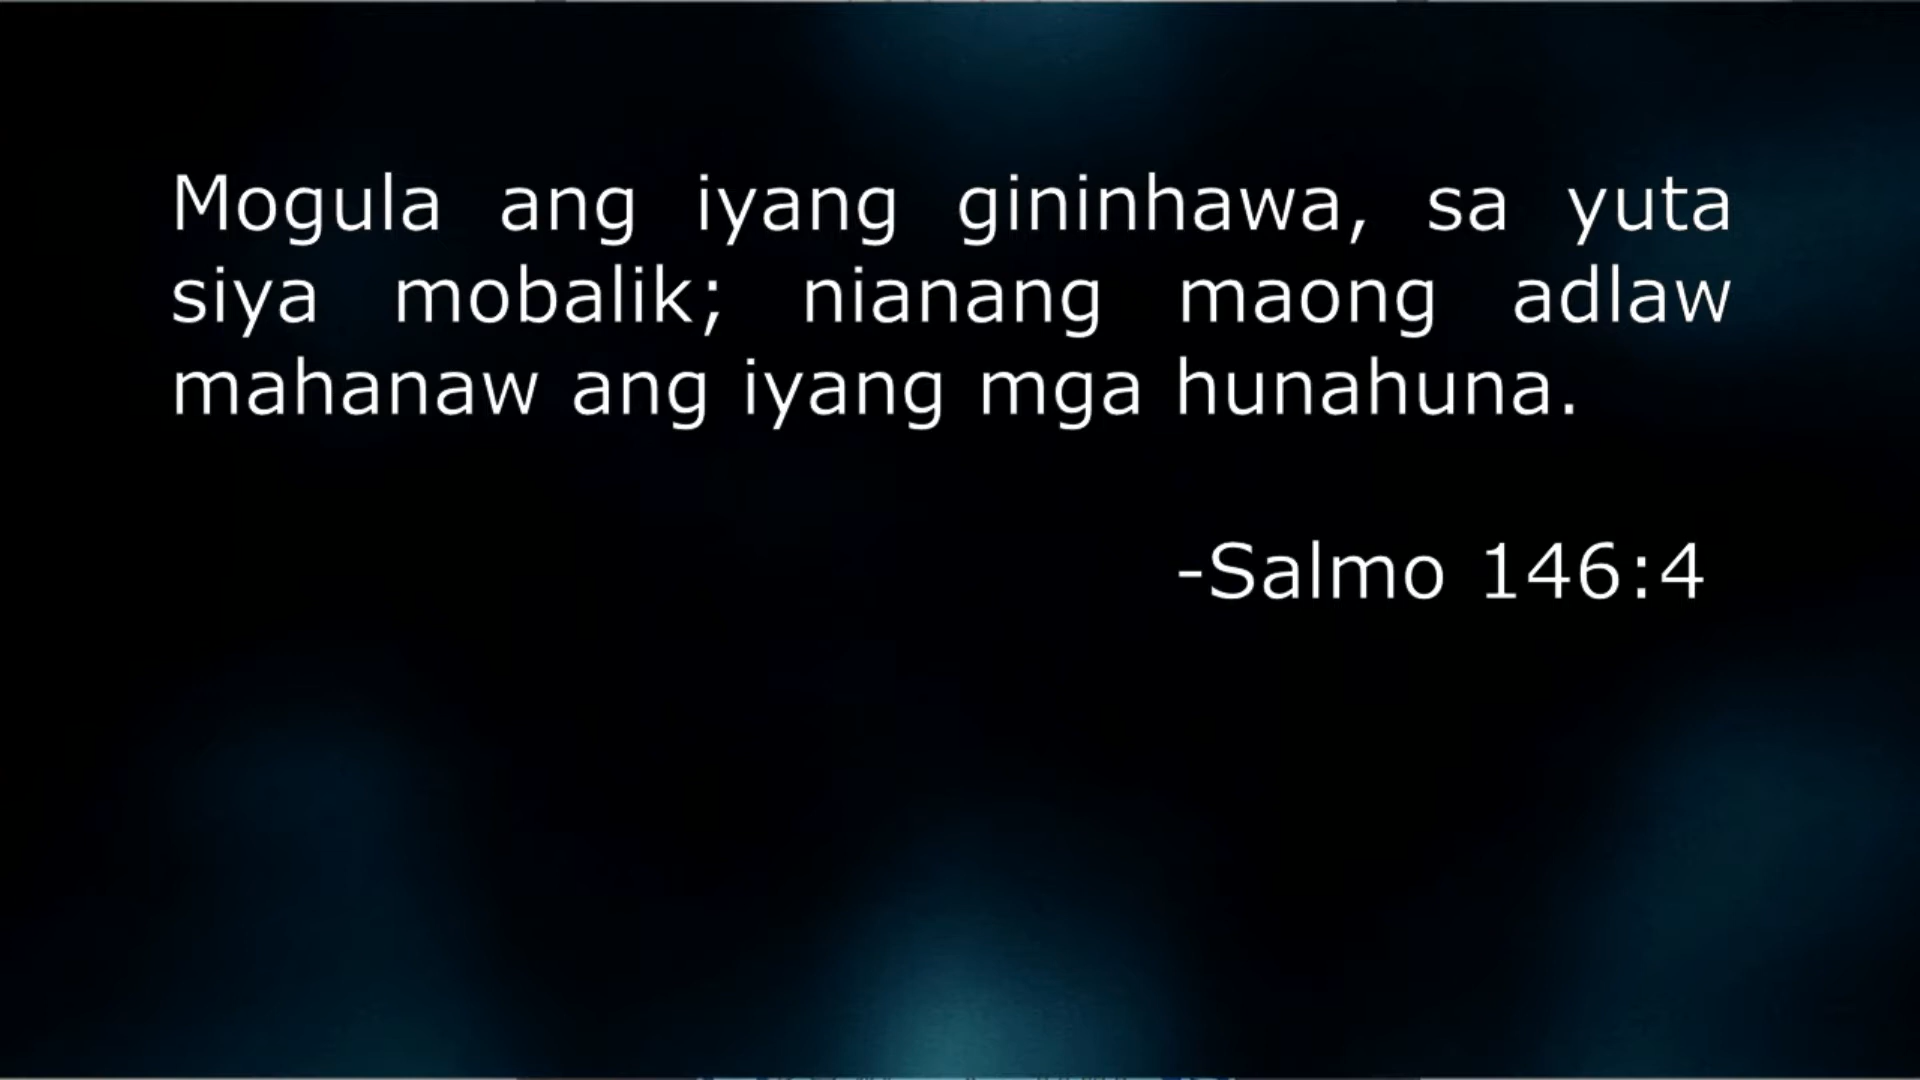 Mogula ang iyang gininhawa, sa yuta
siya mobalik; nianang maong adlaw
mahanaw ang iyang mga hunahuna.
-Salmo 146:4